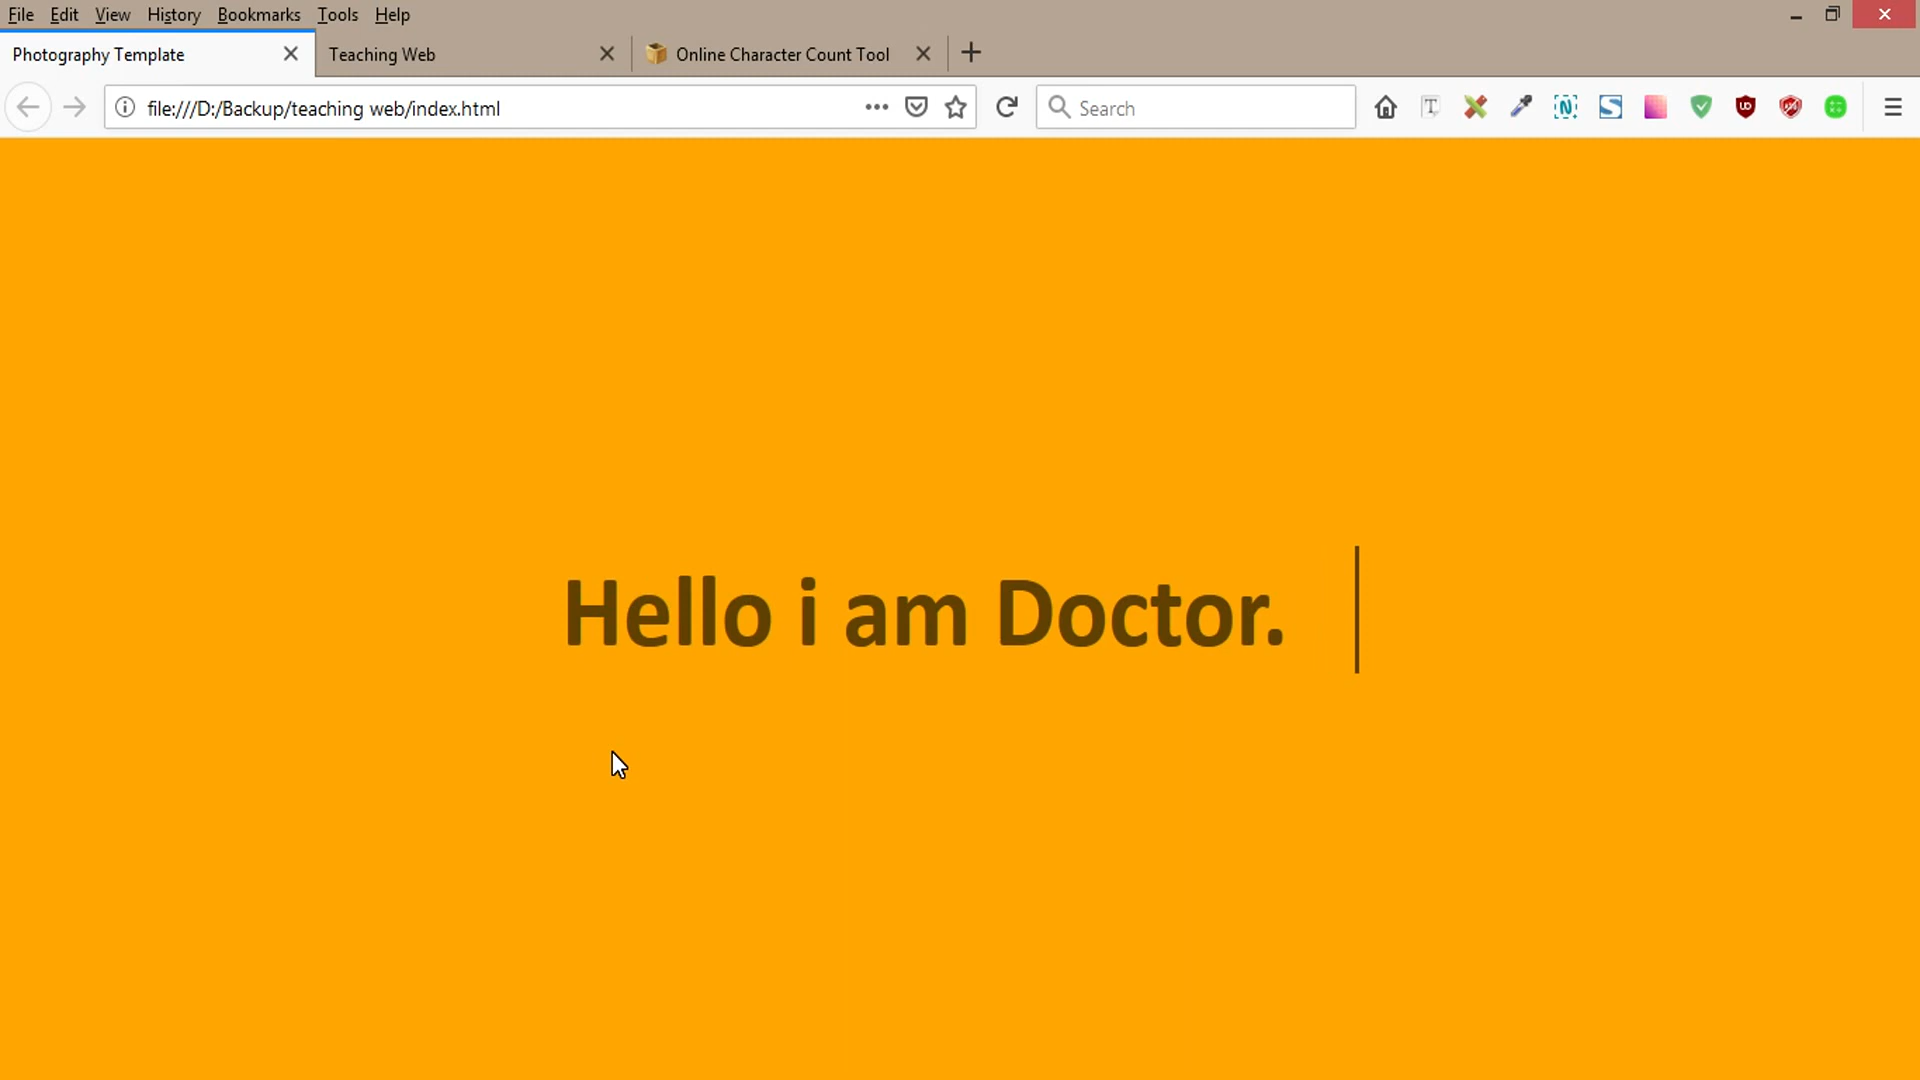 File Edit View History Bookmarks Tools Help
Photography Template Teaching Web Online Character Count Tool
file:///D:/Backup/teaching web/index.html Search
Hello i am Doctor.